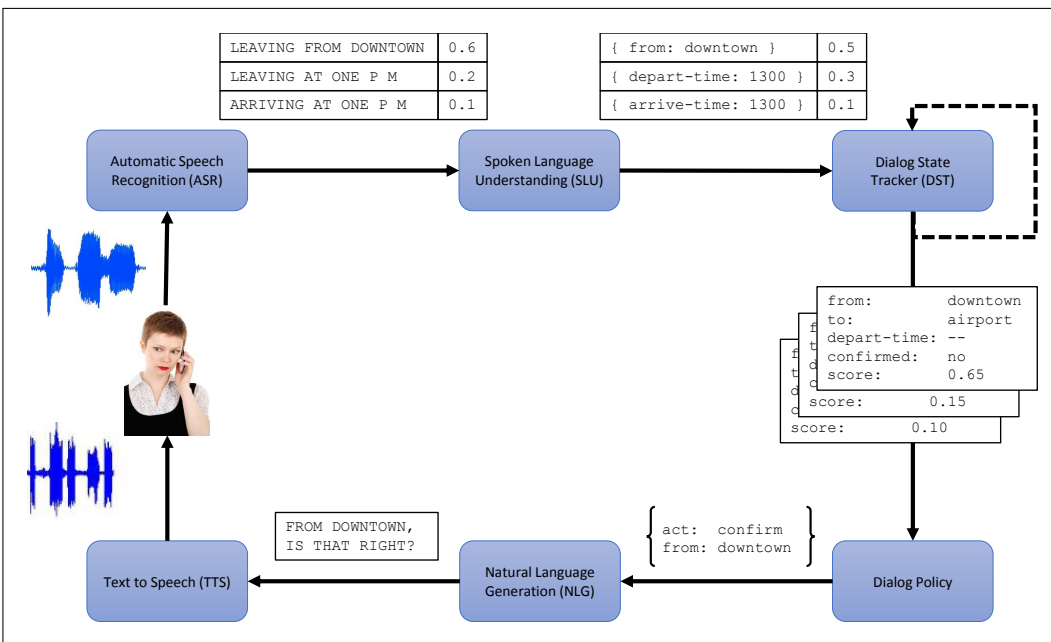 LEAVING FROM DOWNTOWN 0.6
LEAVING AT ONE P M 0.2
ARRIVING AT ONE P M 0.1
{ from: downtown } 0.5
{ depart-time: 1300 } 0.3
{ arrive-time: 1300 } 0.1
Automatic Speech
Recognition (ASR)
Spoken Language
Understanding (SLU)
Dialog State
Tracker (DST)
from: downtown
to: airport
depart-time: --
confirmed: no
score: 0.65
f
t
d
c
score: 0.15
f
t
d
c
score: 0.10
act: confirm
from: downtown
FROM DOWNTOWN,
IS THAT RIGHT?
Text to Speech (TTS)
Natural Language
Generation (NLG)
Dialog Policy